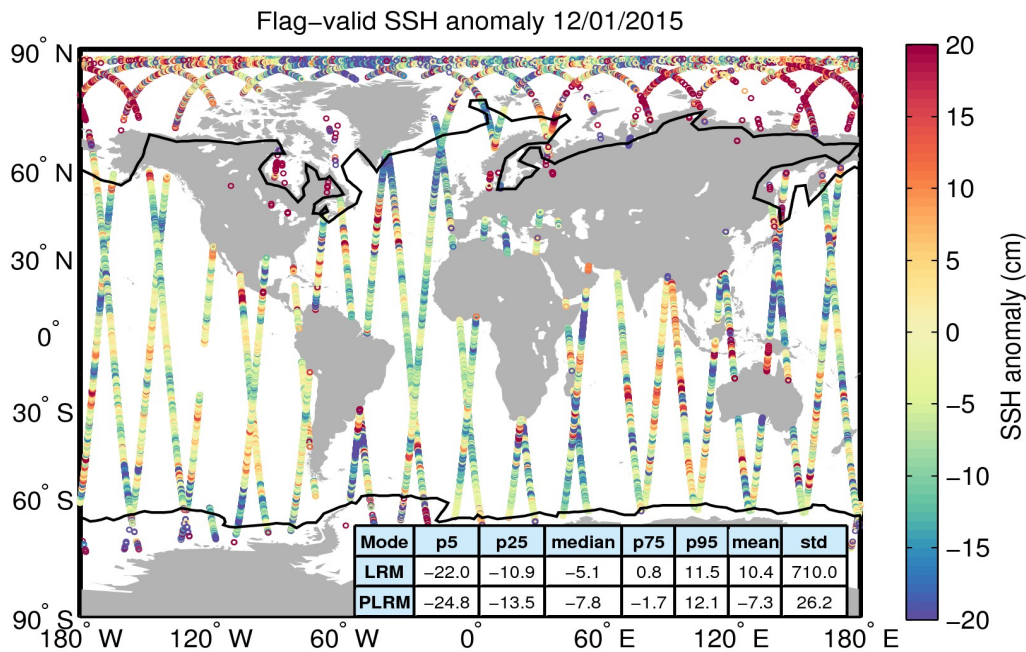 Flag−valid SSH anomaly 12/01/2015
90° N
60° N
30° N
0°
30° S
60° S
90° S
180° W
120° W
60° W
0°
60° E
120° E
180° E
Mode p5 p25 median p75 p95 mean std
LRM −22.0 −10.9 −5.1 0.8 11.5 10.4 710.0
PLRM −24.8 −13.5 −7.8 −1.7 12.1 −7.3 26.2
20
15
10
5
0
−5
−10
−15
−20
SSH anomaly (cm)